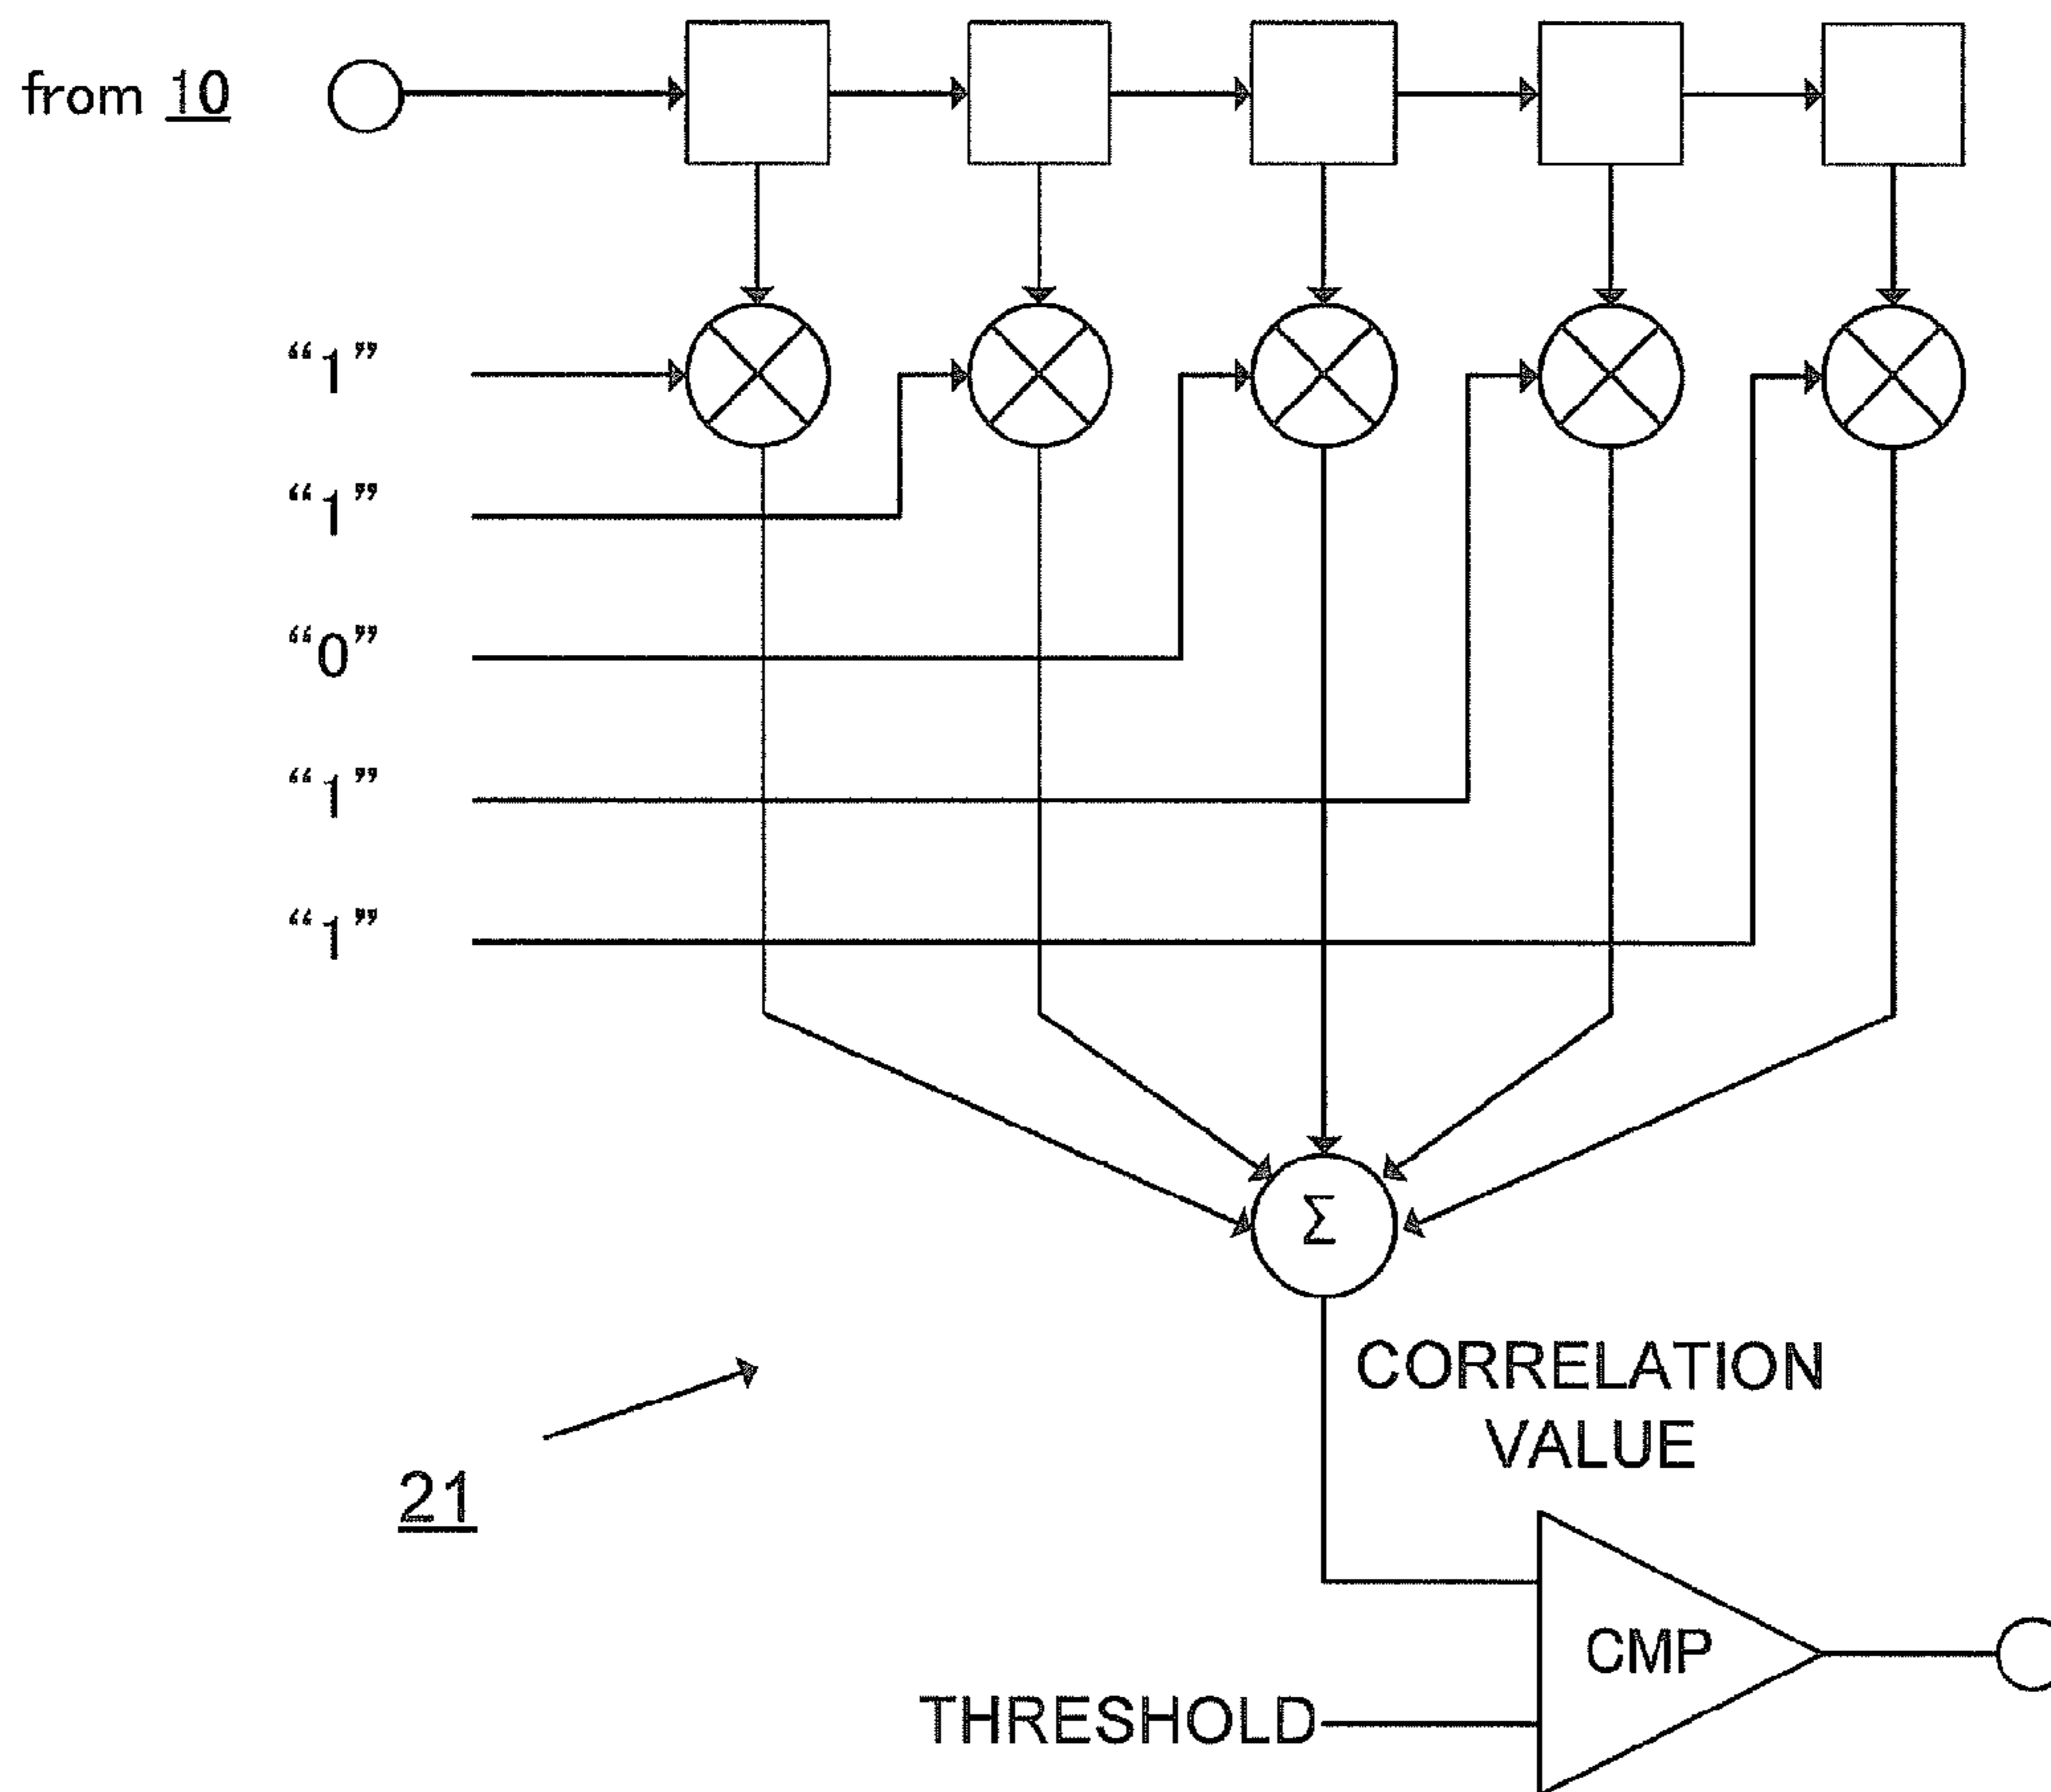 from 10
“1”
“1”
“0”
“1”
“1”
Σ
CORRELATION
VALUE
21
CMP
THRESHOLD